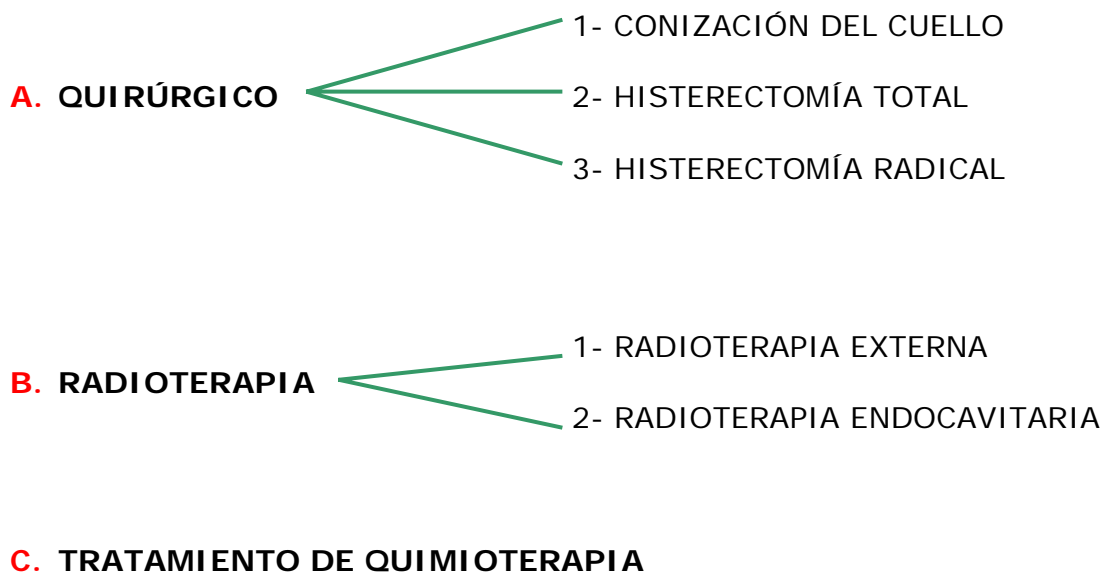 1- CONIZACIÓN DEL CUELLO
A. QUIRÚRGICO
2- HISTERECTOMÍA TOTAL
3- HISTERECTOMÍA RADICAL
1- RADIOTERAPIA EXTERNA
B. RADIOTERAPIA
2- RADIOTERAPIA ENDOCAVITARIA
C. TRATAMIENTO DE QUIMIOTERAPIA